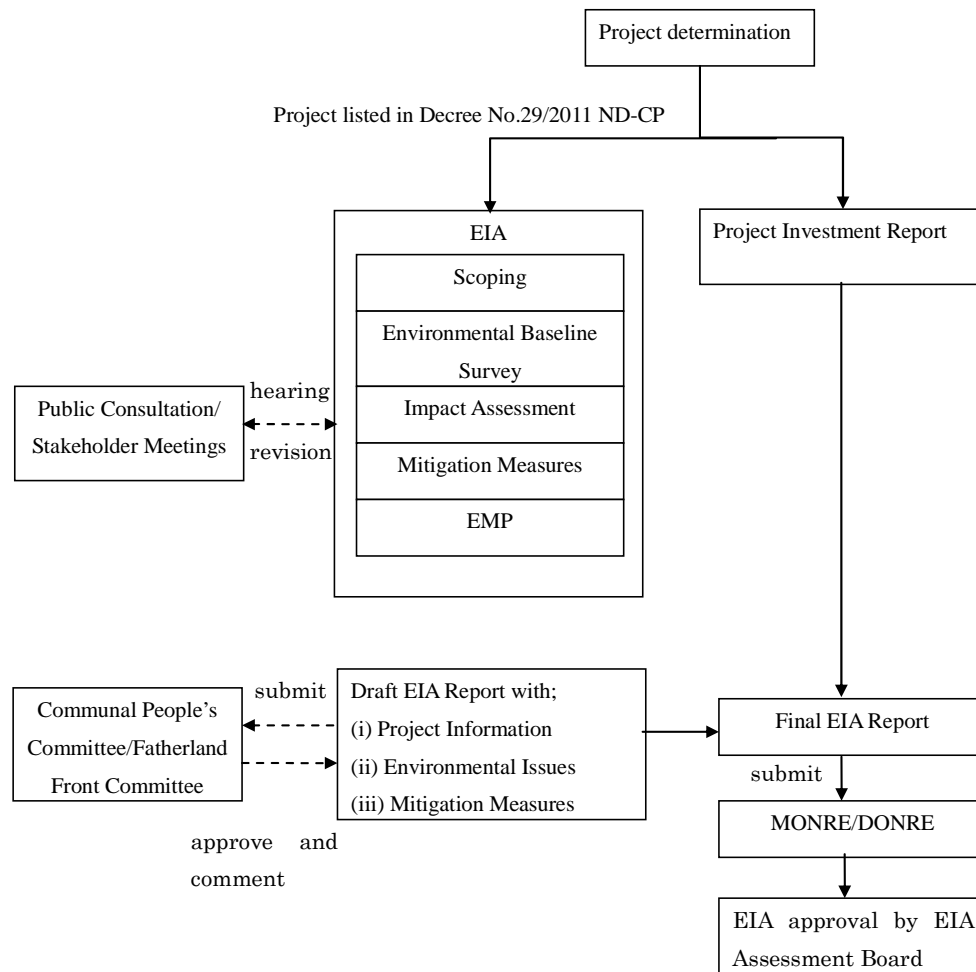 Project determination
Project listed in Decree No.29/2011 ND-CP
EIA
Scoping
Environmental Baseline
Survey
Impact Assessment
Mitigation Measures
EMP
Project Investment Report
hearing
revision
Public Consultation/
Stakeholder Meetings
Communal People's
Committee/Fatherland
Front Committee
submit
approve and
comment
Draft EIA Report with;
(i) Project Information
(ii) Environmental Issues
(iii) Mitigation Measures
Final EIA Report
submit
MONRE/DONRE
EIA approval by EIA
Assessment Board